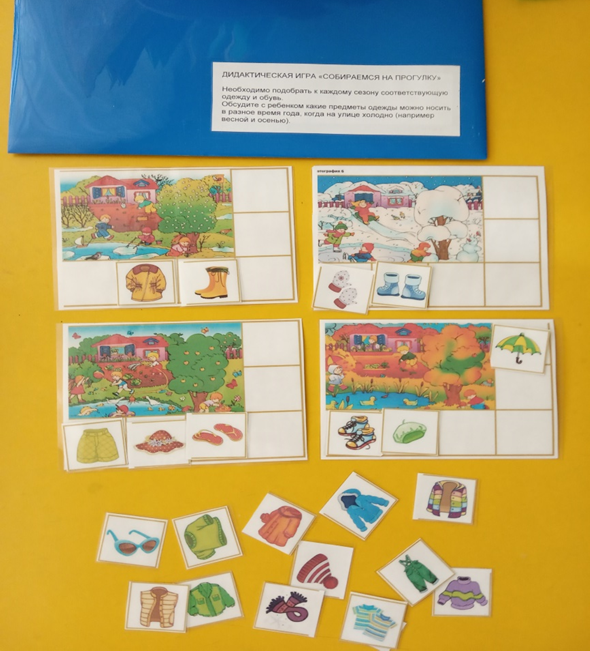 ДИДАКТИЧЕСКАЯ ИГРА «СОБИРАЕМСЯ НА ПРОГУЛКУ»
Необходимо подобрать к каждому сезону соответствующую
одежду и обувь.
Обсудите с ребенком какие предметы одежды можно носить
в разное время года, когда на улице холодно (например
весной и осенью).